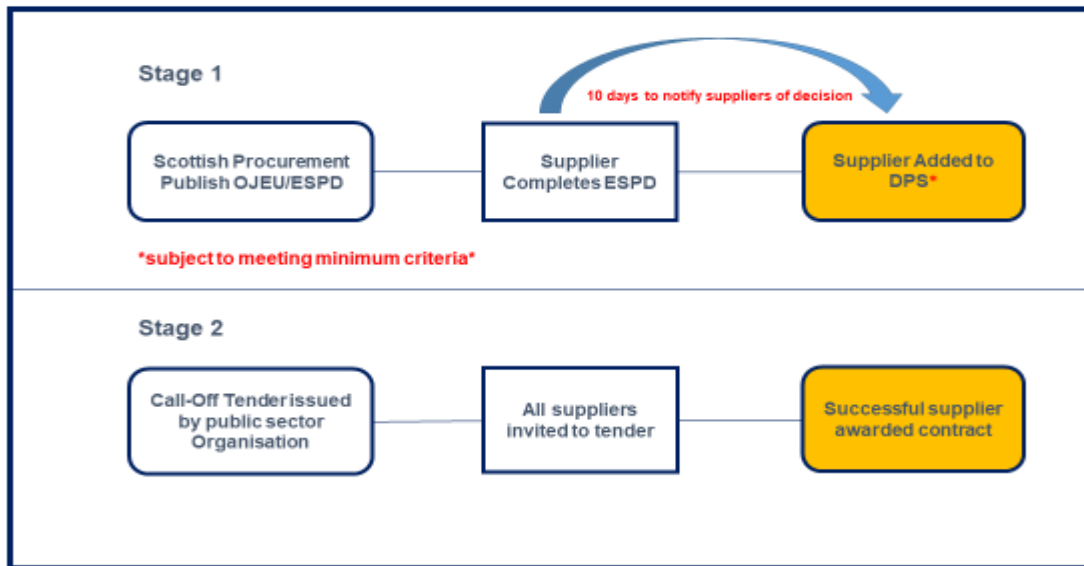 Stage 1
10 days to notify suppliers of decision
Scottish Procurement
Publish OJEU/ESPD
Supplier
Completes ESPD
Supplier Added to
DPS*
*subject to meeting minimum criteria*
Stage 2
Call-Off Tender issued
by public sector
Organisation
All suppliers
invited to tender
Successful supplier
awarded contract